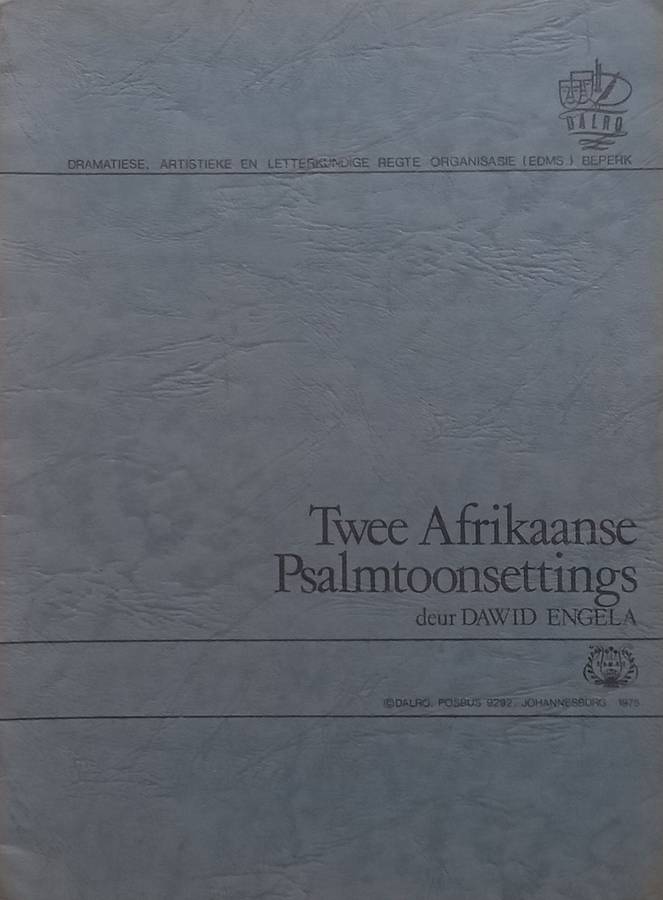 DALRO
DRAMATIESE, ARTISTIEKE EN LETTERKUNDIGE REGTE ORGANISASIE (EDMS.) BEPERK
Twee Afrikaanse
Psalmtoonsettings
deur DAWID ENGELA
©DALRO, POSBUS 9292, JOHANNESBURG